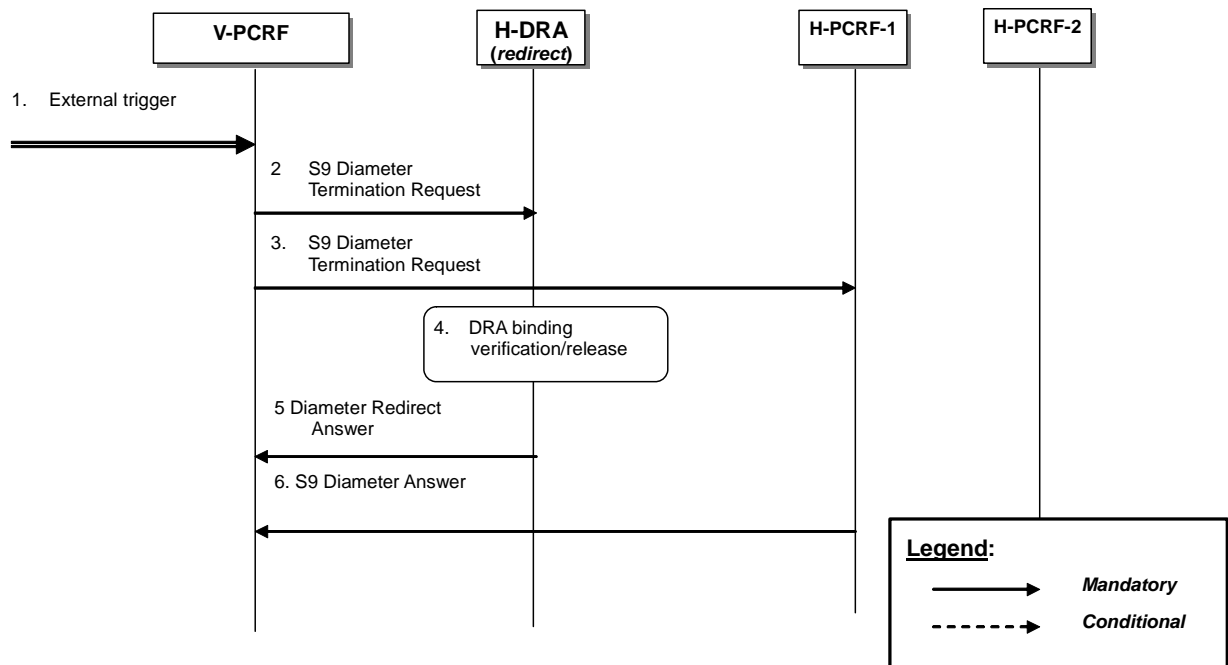 V-PCRF
H-DRA
(redirect)
H-PCRF-1
H-PCRF-2
1. External trigger
2 S9 Diameter
Termination Request
3. S9 Diameter
Termination Request
4. DRA binding
verification/release
5 Diameter Redirect
Answer
6. S9 Diameter Answer
Legend:
Mandatory
Conditional